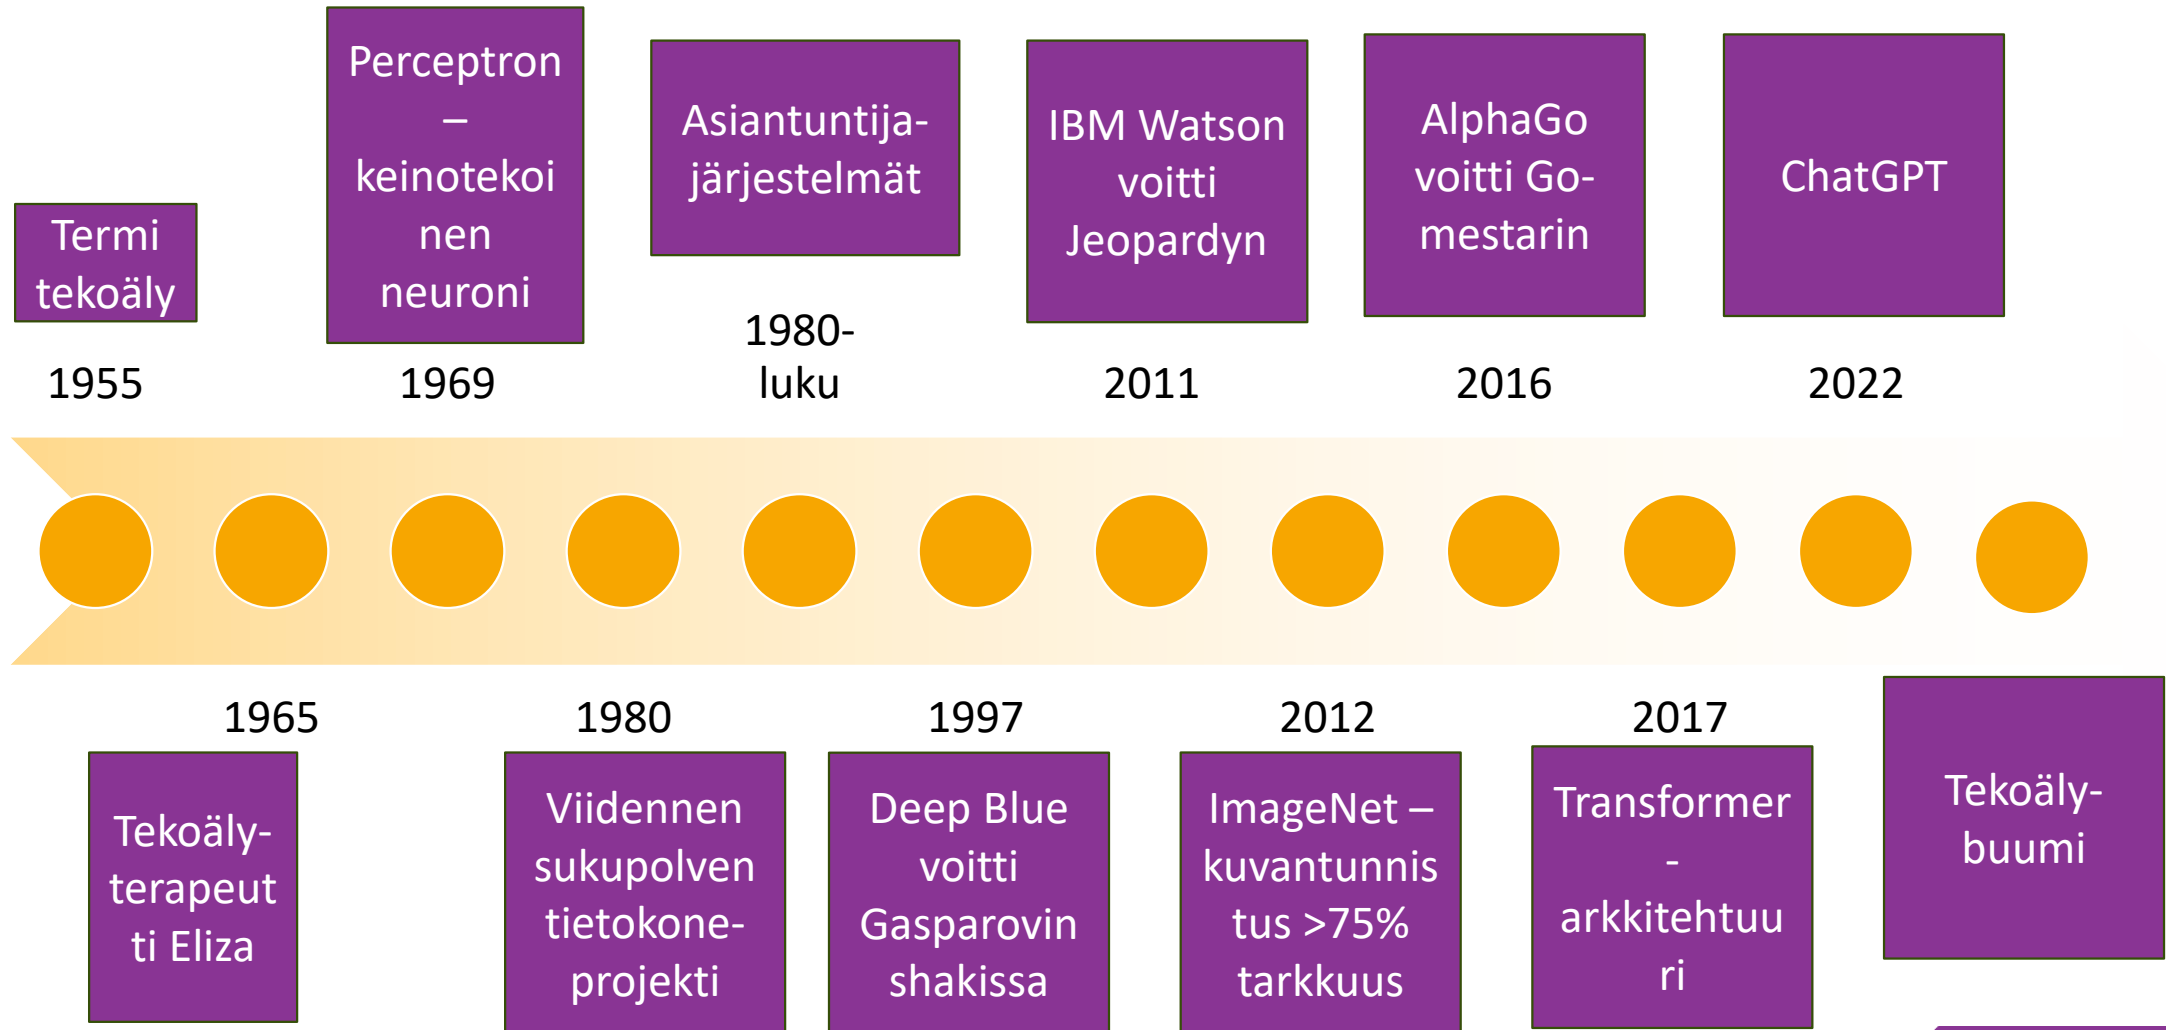 Termi
tekoäly
1955
Perceptron
–
keinotekoi
nen
neuroni
1969
Asiantuntija-
järjestelmät
1980-
luku
IBM Watson
voitti
Jeopardyn
2011
AlphaGo
voitti Go-
mestarin
2016
ChatGPT
2022
1965
Tekoäly-
terapeut
ti Eliza
1980
Viidennen
sukupolven
tietokone-
projekti
1997
Deep Blue
voitti
Gasparovin
shakissa
2012
ImageNet –
kuvantunnis
tus >75%
tarkkuus
2017
Transformer
-
arkkitehtuu
ri
Tekoäly-
buumi